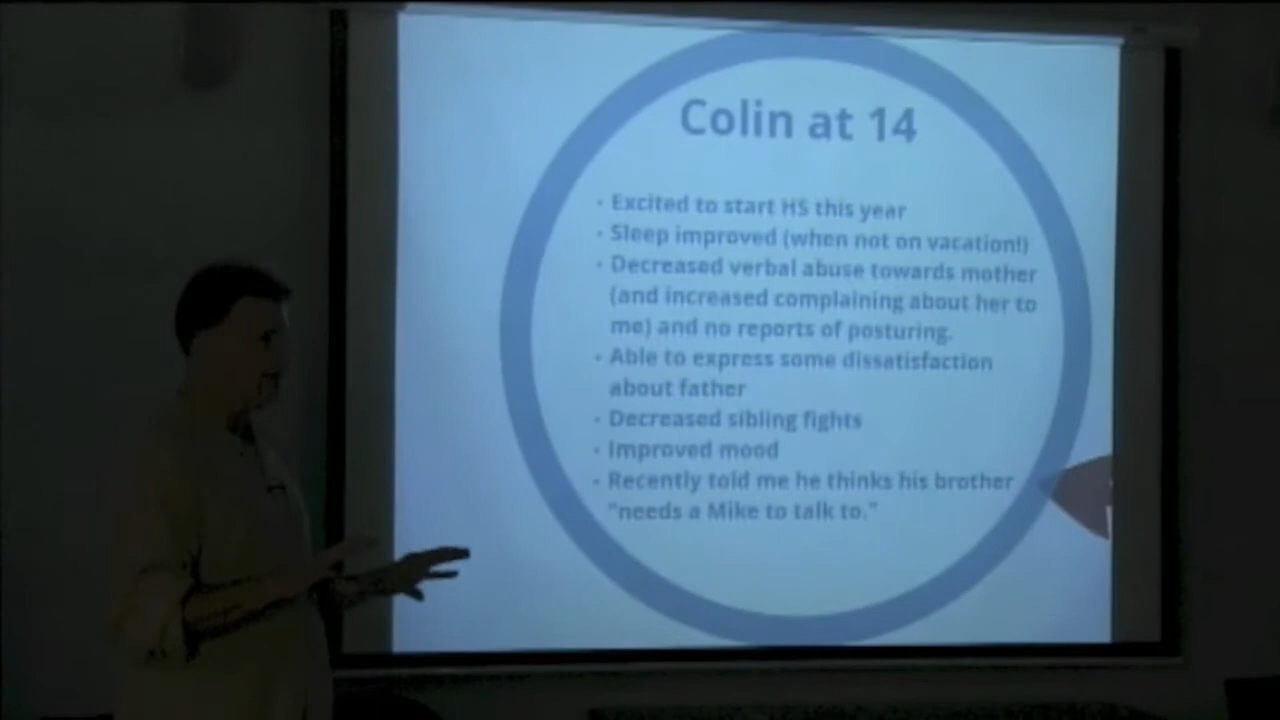 Colin at 14
· Excited to start HS this year
· Sleep improved (when not on vacation!)
· Decreased verbal abuse towards mother
(and increased complaining about her to
me) and no reports of posturing.
· Able to express some dissatisfaction
about father
· Decreased sibling fights
· Improved mood
· Recently told me he thinks his brother
"needs a Mike to talk to."